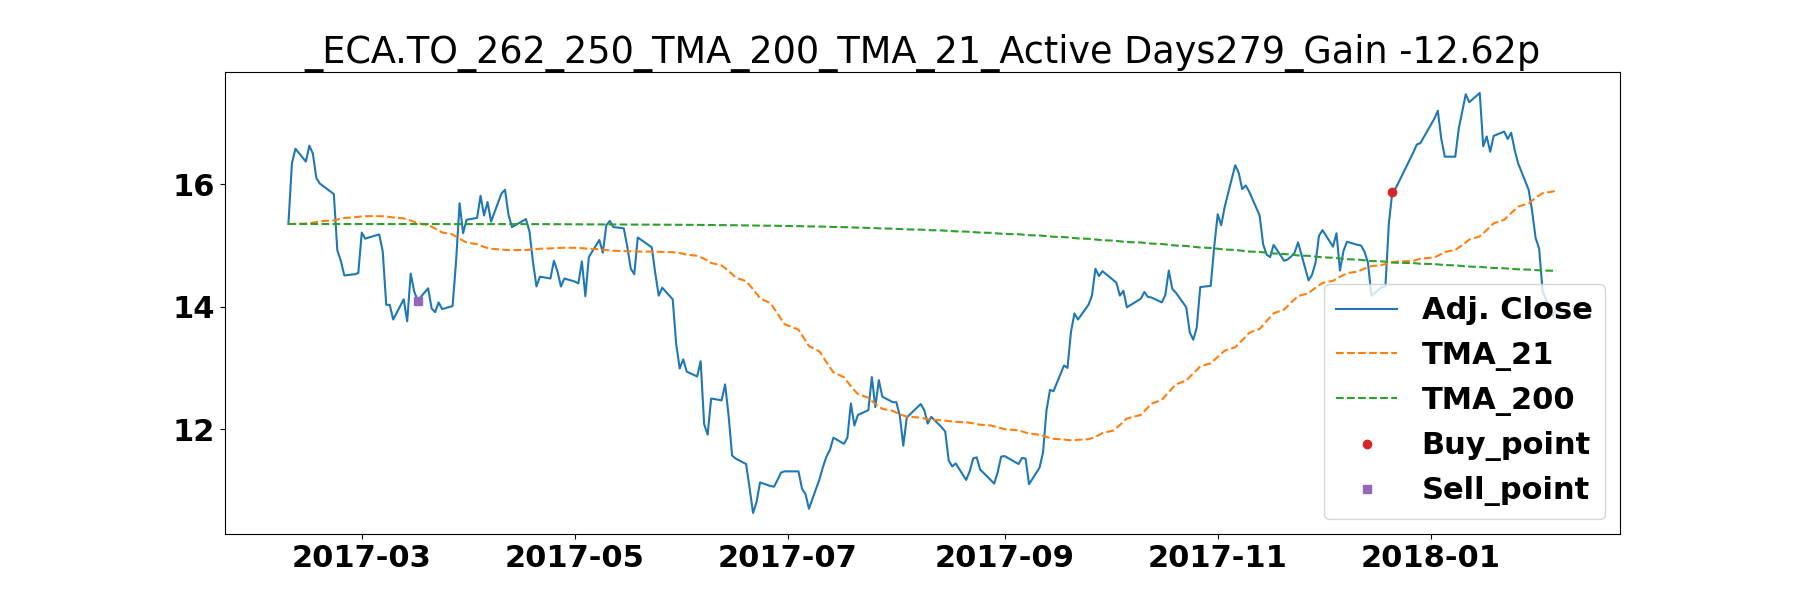 _ECA.TO_262_250_TMA_200_TMA_21_Active Days279_Gain -12.62p
16
14
12
2017-03 2017-05 2017-07 2017-09 2017-11 2018-01
Adj. Close
TMA_21
TMA_200
Buy_point
Sell_point